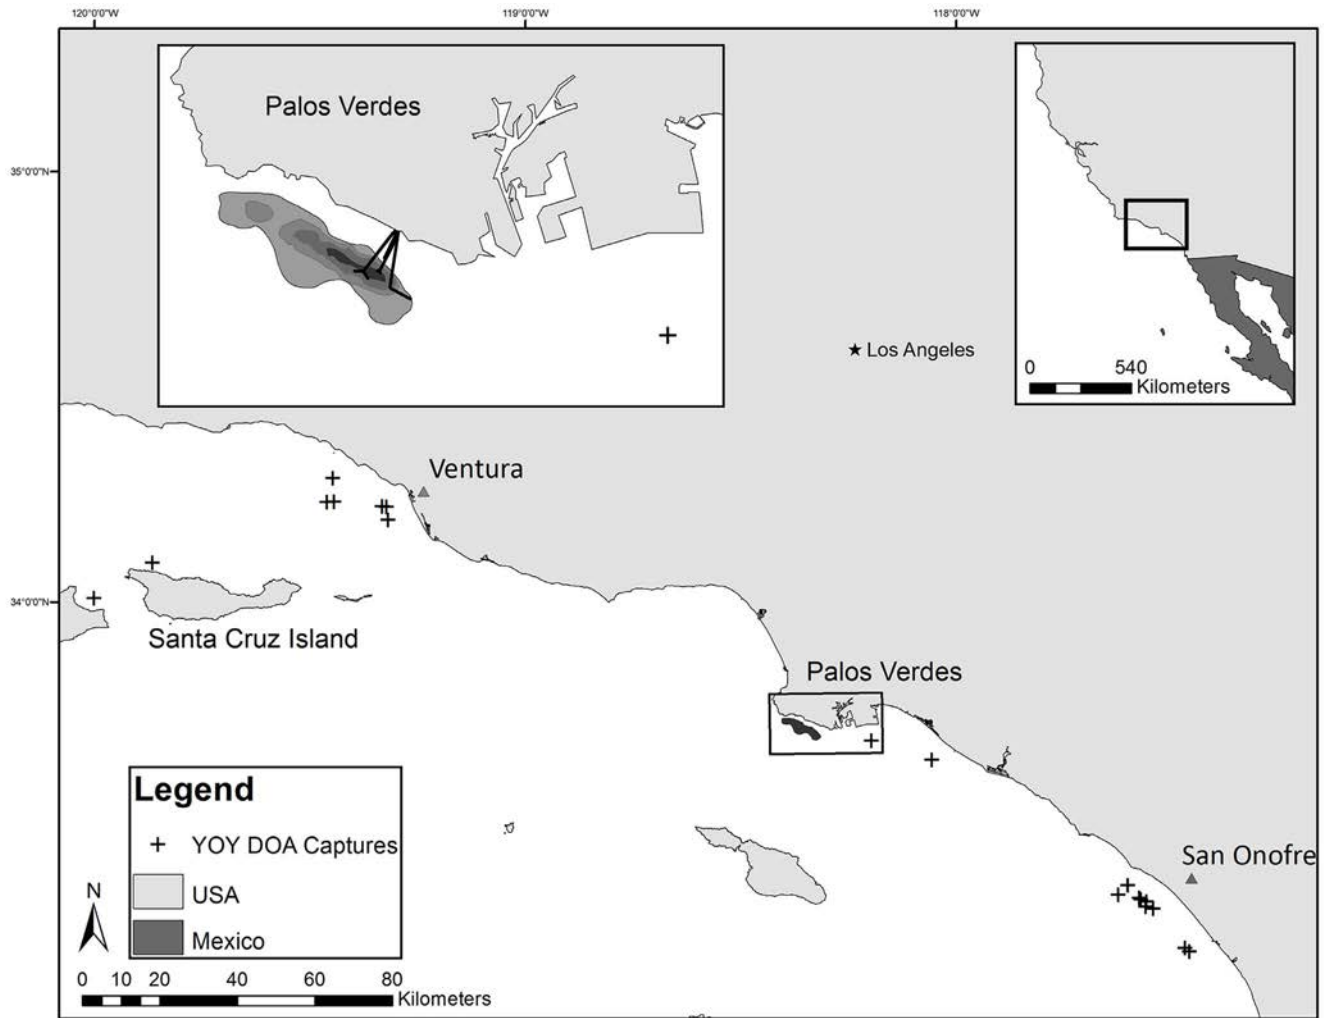 120°0'0"W
119°0'0"W
118°0'0"W
35°0'0"N
34°0'0"N
Palos Verdes
Los Angeles
0 540
Kilometers
Ventura
Santa Cruz Island
Palos Verdes
San Onofre
Legend
YOY DOA Captures
USA
Mexico
N
0 10 20 40 60 80
Kilometers